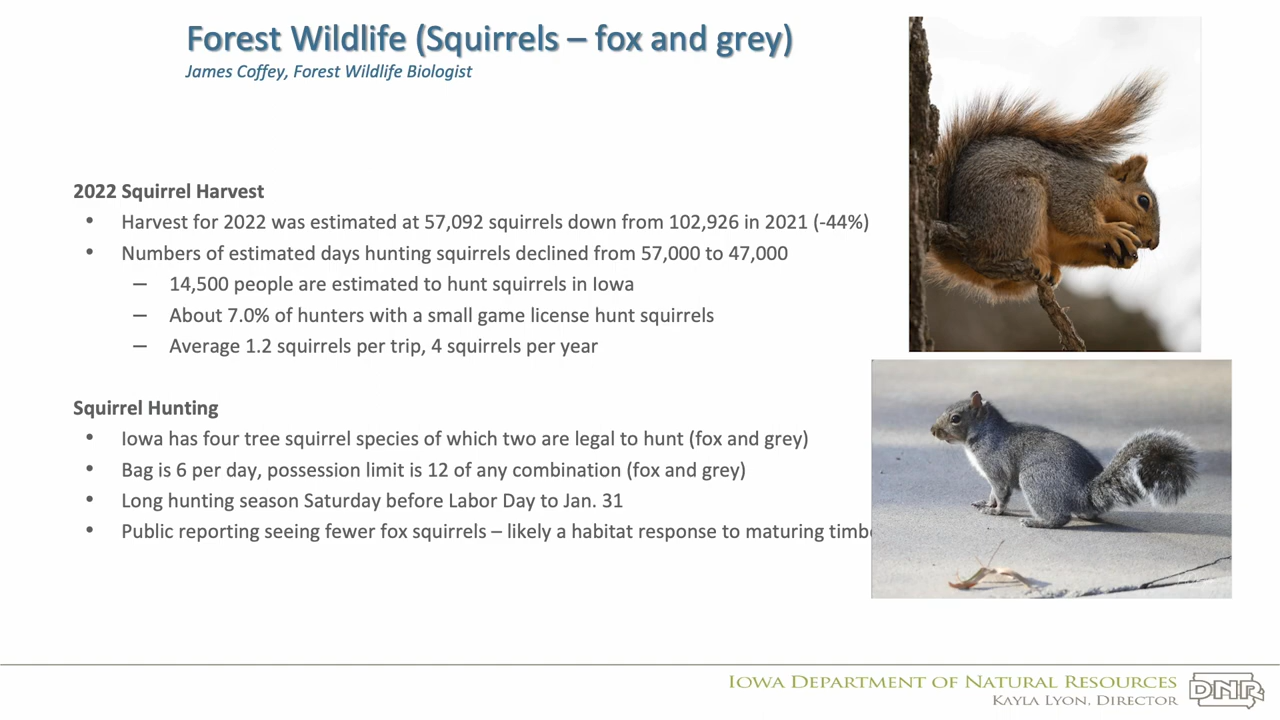 Forest Wildlife (Squirrels – fox and grey)
James Coffey, Forest Wildlife Biologist
2022 Squirrel Harvest
• Harvest for 2022 was estimated at 57,092 squirrels down from 102,926 in 2021 (-44%)
• Numbers of estimated days hunting squirrels declined from 57,000 to 47,000
– 14,500 people are estimated to hunt squirrels in Iowa
– About 7.0% of hunters with a small game license hunt squirrels
– Average 1.2 squirrels per trip, 4 squirrels per year
Squirrel Hunting
• Iowa has four tree squirrel species of which two are legal to hunt (fox and grey)
• Bag is 6 per day, possession limit is 12 of any combination (fox and grey)
• Long hunting season Saturday before Labor Day to Jan. 31
• Public reporting seeing fewer fox squirrels – likely a habitat response to maturing
Iowa Department of Natural Resources
Kayla Lyon, Director
DNR